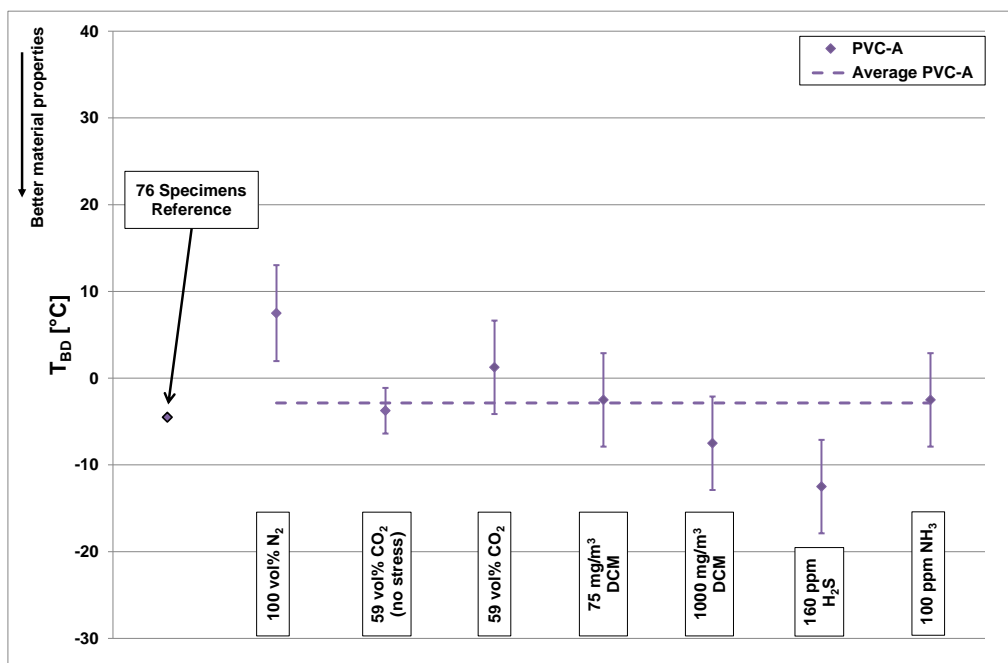 Better material properties
T_BD [°C]
40
30
20
10
0
-10
-20
-30
PVC-A
Average PVC-A
76 Specimens
Reference
100 vol% N₂
59 vol% CO₂
(no stress)
59 vol% CO₂
75 mg/m³
DCM
1000 mg/m³
DCM
160 ppm
H₂S
100 ppm NH₃